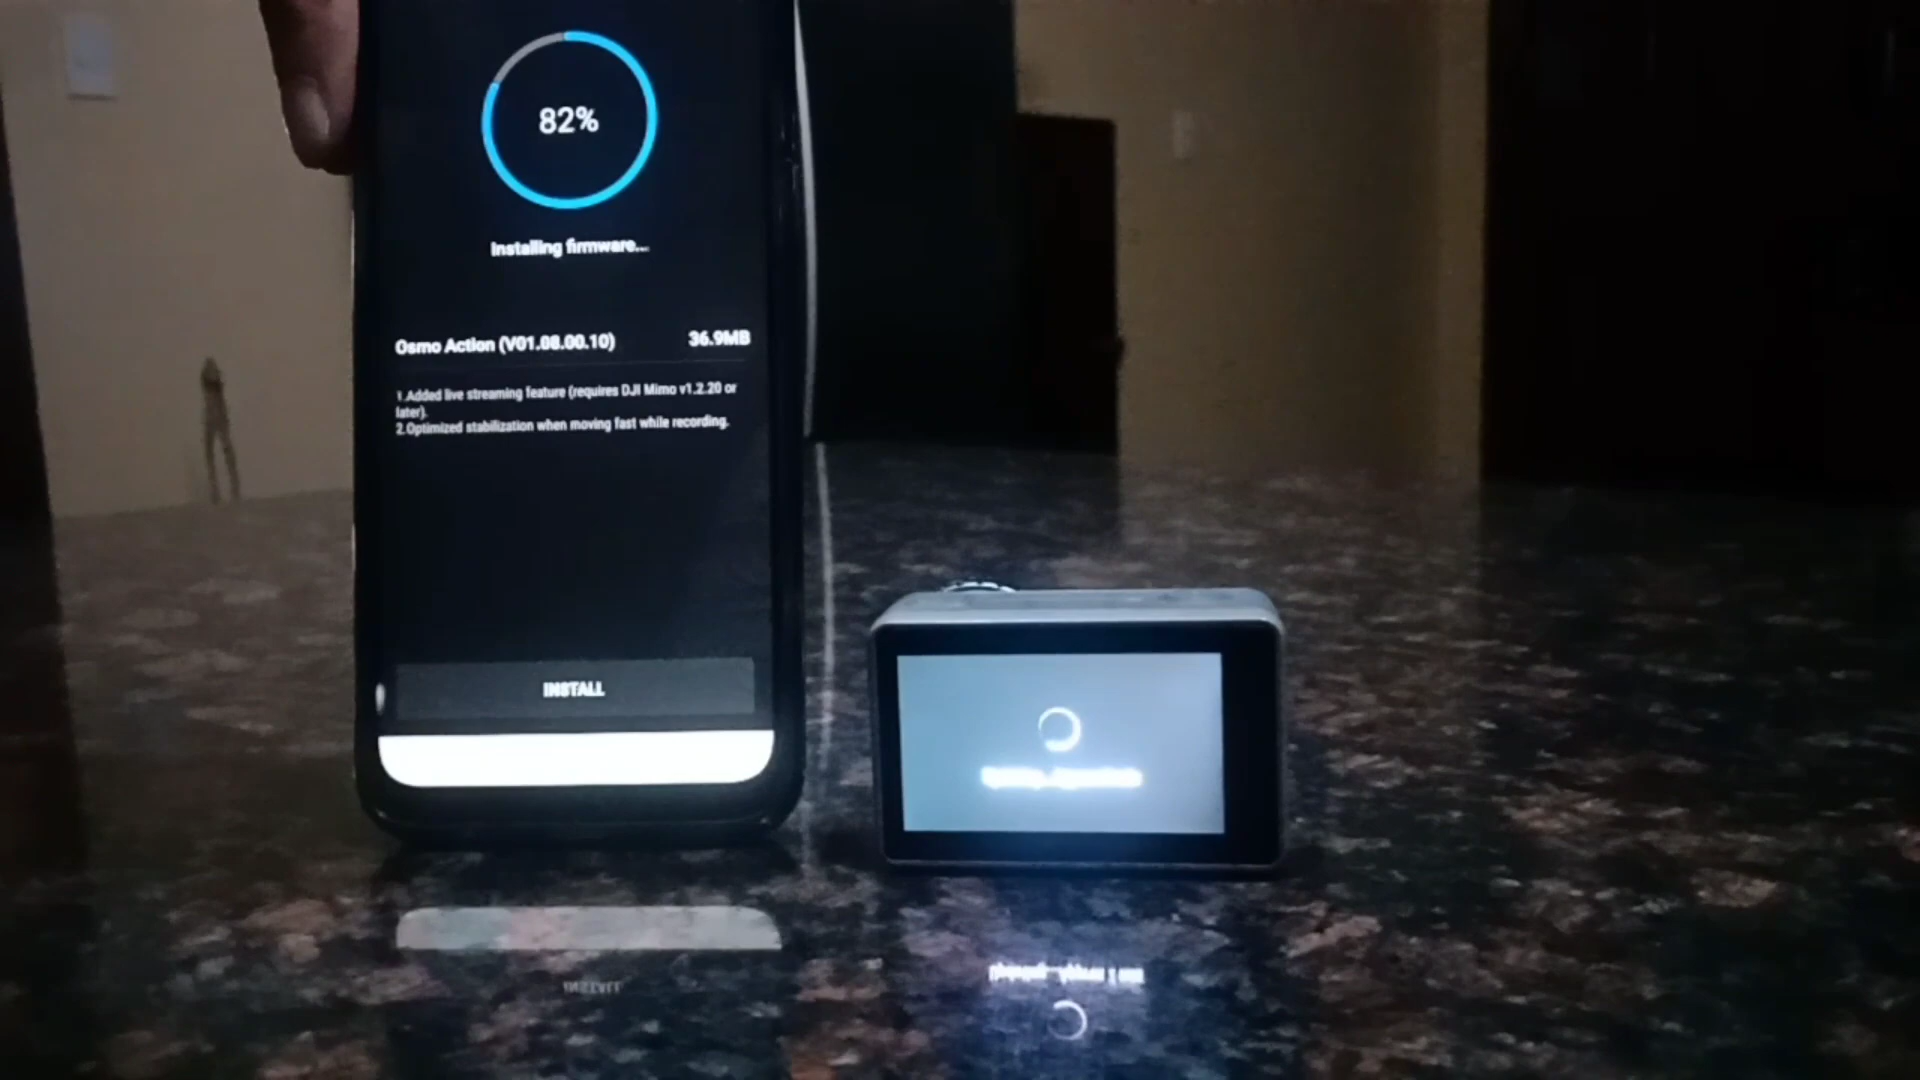 82%
Installing firmware...
Osmo Action (V01.08.00.10) 36.9MB
1.Added live streaming feature (requires DJI Mimo v1.2.20 or
later).
2.Optimized stabilization when moving fast while recording.
INSTALL